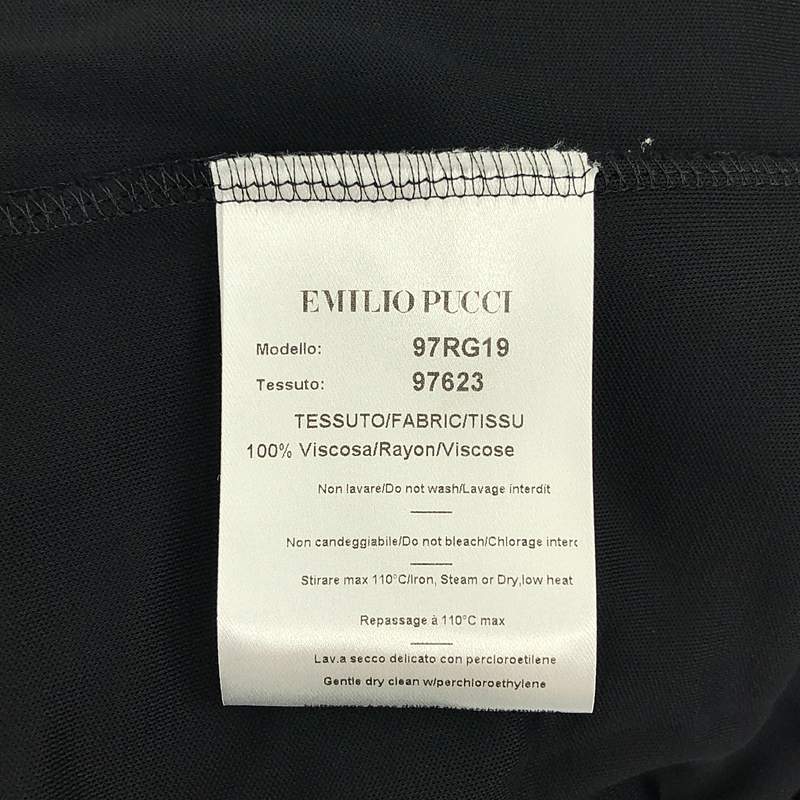 EMILIO PUCCI
Modello: 97RG19
Tessuto: 97623
TESSUTO/FABRIC/TISSU
100% Viscosa/Rayon/Viscose
Non lavare/Do not wash/Lavage interdit
Non candeggiabile/Do not bleach/Chlorage interc
Stirare max 110°C/Iron, Steam or Dry,low heat
Repassage à 110°C max
Lav.a secco delicato con percloroetilene
Gentle dry clean w/perchloroethylene